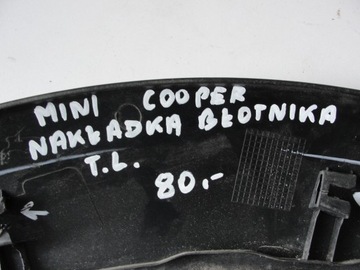 MINI COOPER
NAKŁADKA BŁOTNIKA
T.L.
80,-